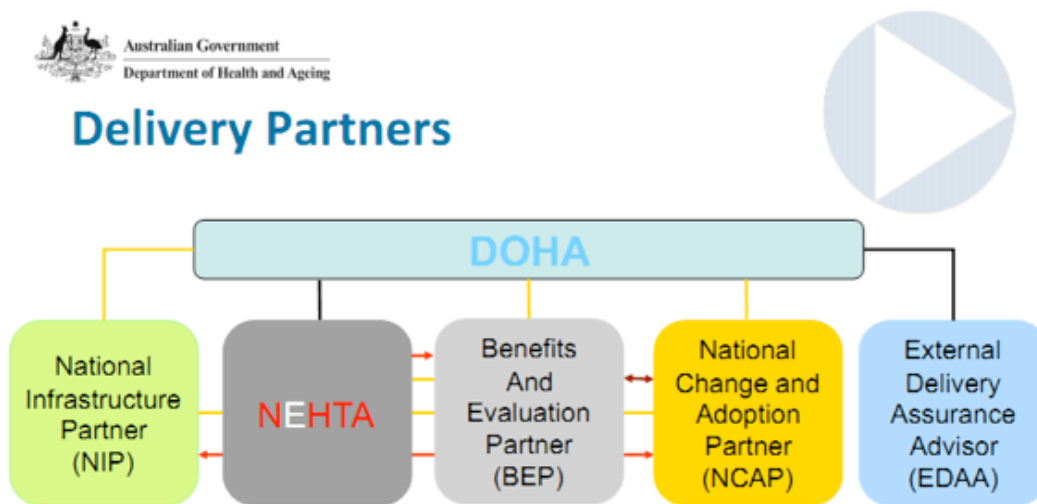 Australian Government
Department of Health and Ageing
Delivery Partners
DOHA
National
Infrastructure
Partner
(NIP)
NEHTA
Benefits
And
Evaluation
Partner
(BEP)
National
Change and
Adoption
Partner
(NCAP)
External
Delivery
Assurance
Advisor
(EDAA)